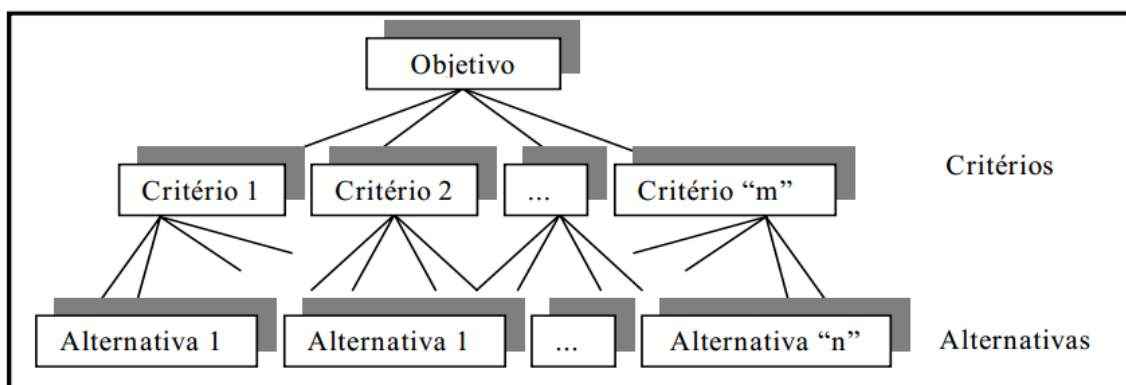 Objetivo
Critérios
Critério 1
Critério 2
...
Critério “m”
Alternativa 1
Alternativa 1
...
Alternativa “n”
Alternativas